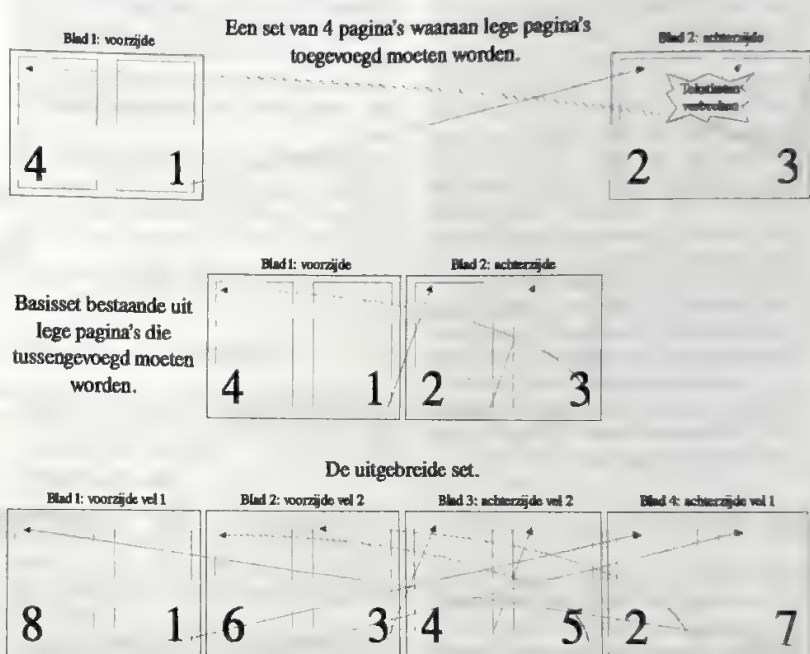 Een set van 4 pagina's waaraan lege pagina's
toegevoegd moeten worden.
Blad 1: voorzijde
Blad 2: achterzijde
Tekstketen
verbreken
4 1
2 3
Basisset bestaande uit
lege pagina's die
tussengevoegd moeten
worden.
Blad 1: voorzijde
Blad 2: achterzijde
4 1
2 3
De uitgebreide set.
Blad 1: voorzijde vel 1
Blad 2: voorzijde vel 2
Blad 3: achterzijde vel 2
Blad 4: achterzijde vel 1
8 1
6 3
4 5
2 7